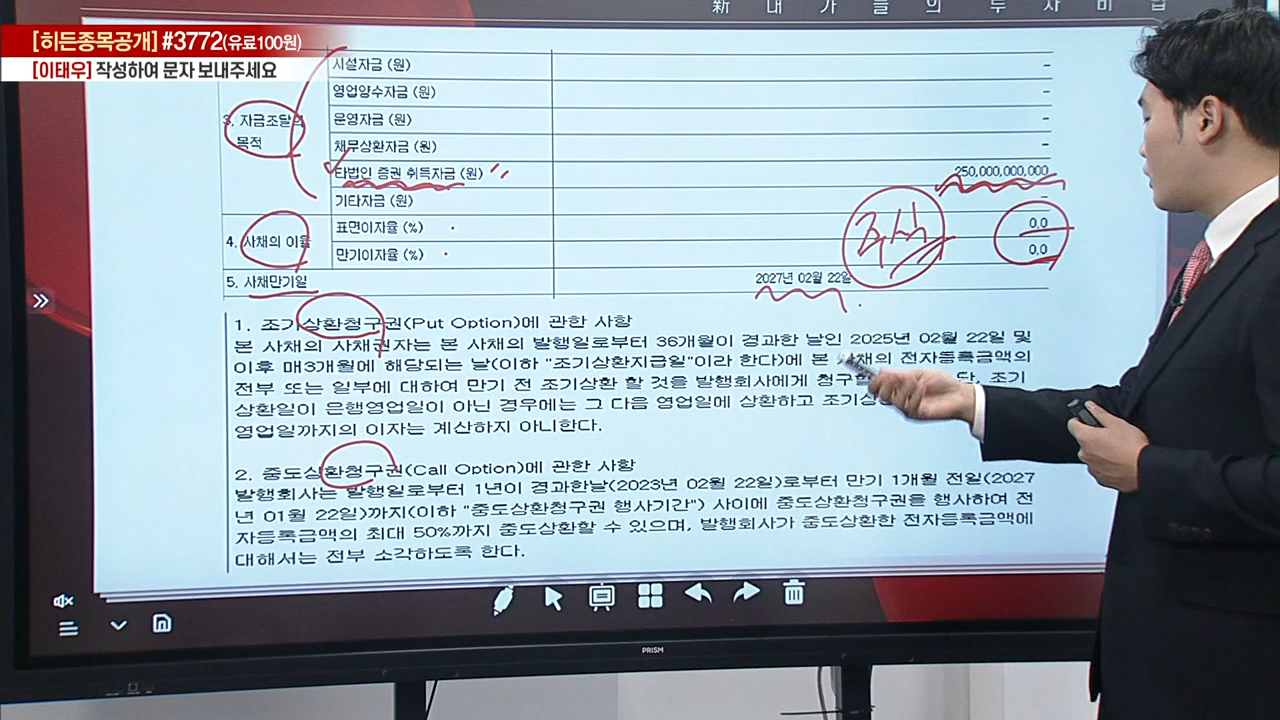 新 내 가 들 의 투 자 비 법
[히든종목공개] #3772(유료100원)
[이태우] 작성하여 문자 보내주세요
시설자금 (원) -
영업양수자금 (원) -
3. 자금조달의 목적
운영자금 (원) -
채무상환자금 (원) -
타법인 증권 취득자금 (원) 250,000,000,000
기타자금 (원) -
4. 사채의 이율
표면이자율 (%) 0.0
만기이자율 (%) 0.0
주식
5. 사채만기일 2027년 02월 22일
1. 조기상환청구권(Put Option)에 관한 사항
본 사채의 사채권자는 본 사채의 발행일로부터 36개월이 경과한 날인 2025년 02월 22일 및
이후 매3개월에 해당되는 날(이하 "조기상환지급일"이라 한다)에 본 사채의 전자등록금액의
전부 또는 일부에 대하여 만기 전 조기상환 할 것을 발행회사에게 청구할 단, 조기
상환일이 은행영업일이 아닌 경우에는 그 다음 영업일에 상환하고 조기상
영업일까지의 이자는 계산하지 아니한다.
2. 중도상환청구권(Call Option)에 관한 사항
발행회사는 발행일로부터 1년이 경과한날(2023년 02월 22일)로부터 만기 1개월 전일(2027
년 01월 22일)까지(이하 "중도상환청구권 행사기간") 사이에 중도상환청구권을 행사하여 전
자등록금액의 최대 50%까지 중도상환할 수 있으며, 발행회사가 중도상환한 전자등록금액에
대해서는 전부 소각하도록 한다.
PRISM